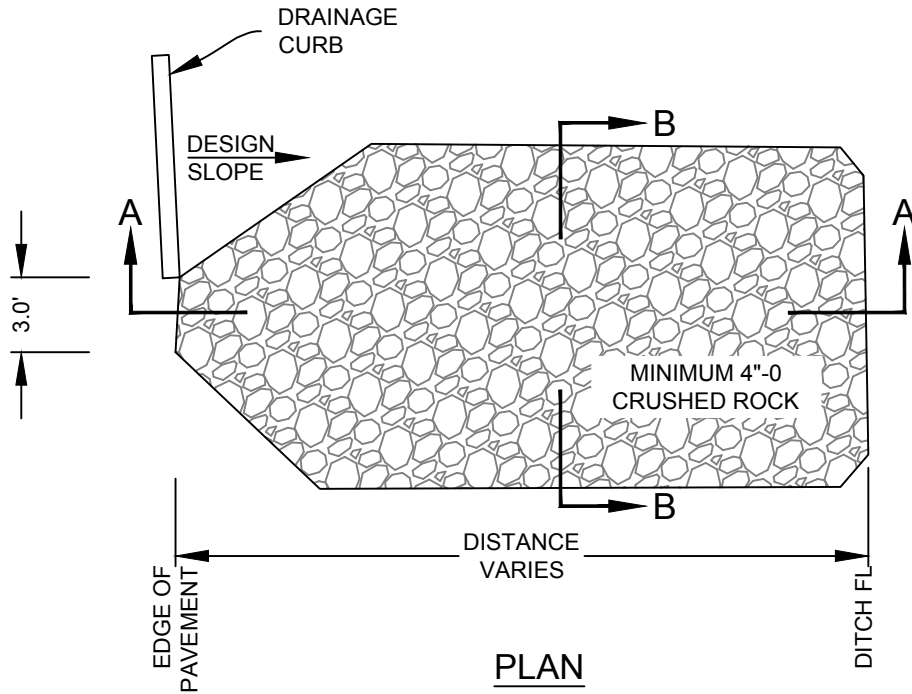 DRAINAGE
CURB
B
DESIGN
SLOPE
A
A
3.0'
MINIMUM 4"-0
CRUSHED ROCK
B
DISTANCE
VARIES
EDGE OF
PAVEMENT
DITCH FL
PLAN